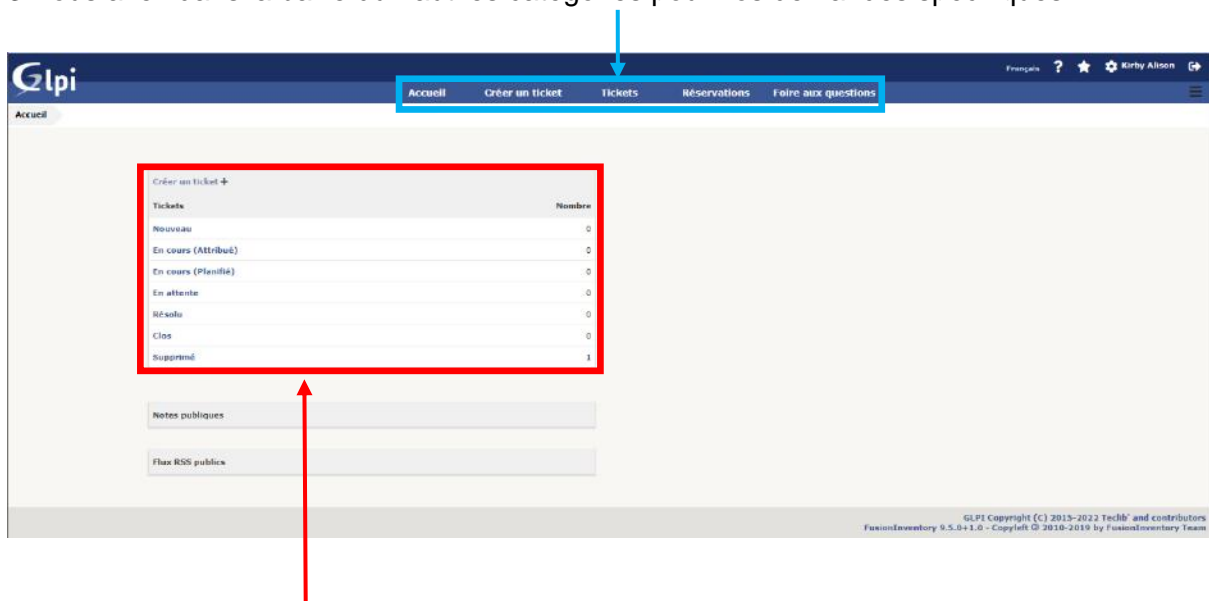 Glpi
Français ? Kirby Alison
Accueil Créer un ticket Tickets Réservations Foire aux questions
Accueil
Créer un ticket +
Tickets Nombre
Nouveau 0
En cours (Attribué) 0
En cours (Planifié) 0
En attente 0
Résolu 0
Clos 0
Supprimé 1
Notes publiques
Flux RSS publics
GLPI Copyright (C) 2015-2022 Teclib' and contributors
FusionInventory 9.5.0+1.0 - Copyleft © 2010-2019 by FusionInventory Team